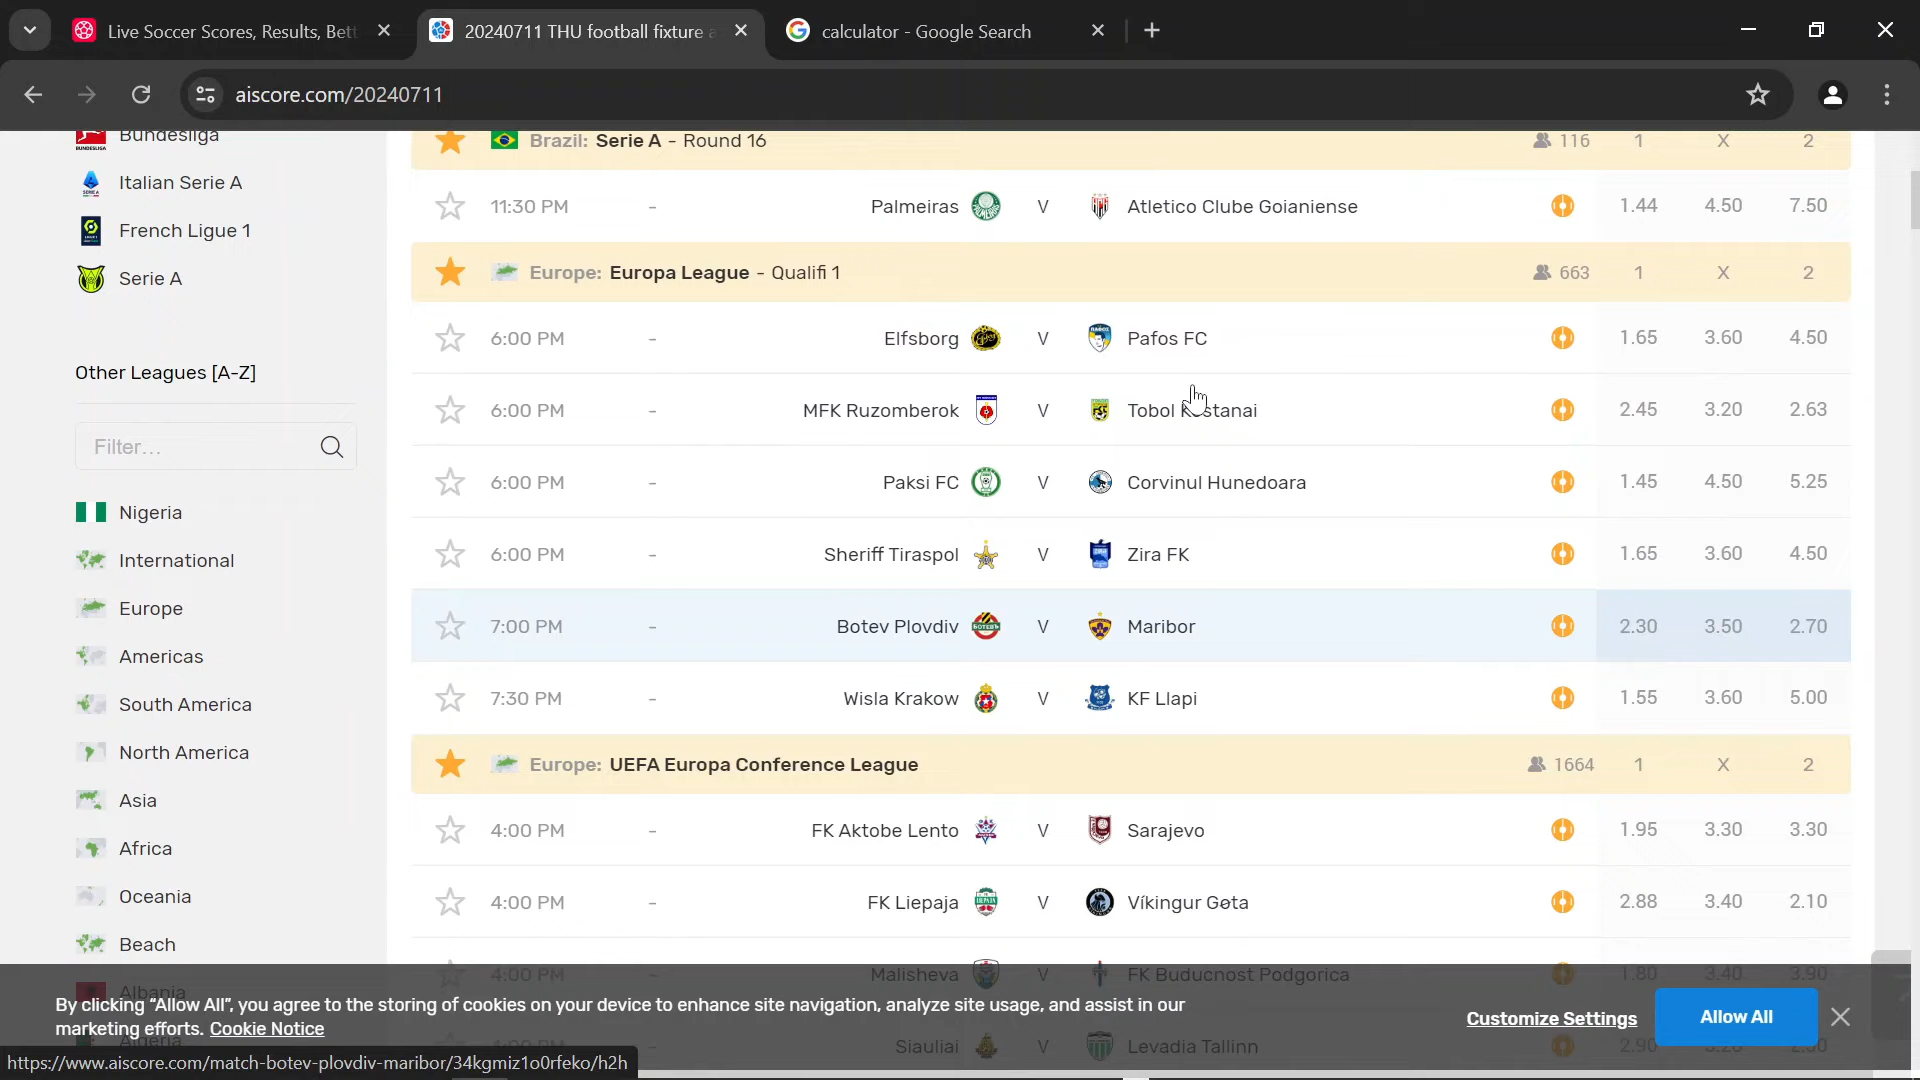 Live Soccer Scores, Results, Bett
20240711 THU football fixture a
calculator - Google Search
aiscore.com/20240711
Bundesliga
Italian Serie A
French Ligue 1
Serie A
Other Leagues [A-Z]
Filter...
Nigeria
International
Europe
Americas
South America
North America
Asia
Africa
Oceania
Beach
Albania
Algeria
Brazil: Serie A - Round 16 116 1 X 2
11:30 PM - Palmeiras V Atletico Clube Goianiense 1.44 4.50 7.50
Europe: Europa League - Qualifi 1 663 1 X 2
6:00 PM - Elfsborg V Pafos FC 1.65 3.60 4.50
6:00 PM - MFK Ruzomberok V Tobol Kostanai 2.45 3.20 2.63
6:00 PM - Paksi FC V Corvinul Hunedoara 1.45 4.50 5.25
6:00 PM - Sheriff Tiraspol V Zira FK 1.65 3.60 4.50
7:00 PM - Botev Plovdiv V Maribor 2.30 3.50 2.70
7:30 PM - Wisla Krakow V KF Llapi 1.55 3.60 5.00
Europe: UEFA Europa Conference League 1664 1 X 2
4:00 PM - FK Aktobe Lento V Sarajevo 1.95 3.30 3.30
4:00 PM - FK Liepaja V Víkingur Gøta 2.88 3.40 2.10
4:00 PM - Malisheva V FK Buducnost Podgorica 1.80 3.40 3.90
Siauliai V Levadia Tallinn 2.90
By clicking “Allow All”, you agree to the storing of cookies on your device to enhance site navigation, analyze site usage, and assist in our
marketing efforts. Cookie Notice
Customize Settings
Allow All
https://www.aiscore.com/match-botev-plovdiv-maribor/34kgmiz1o0rfeko/h2h